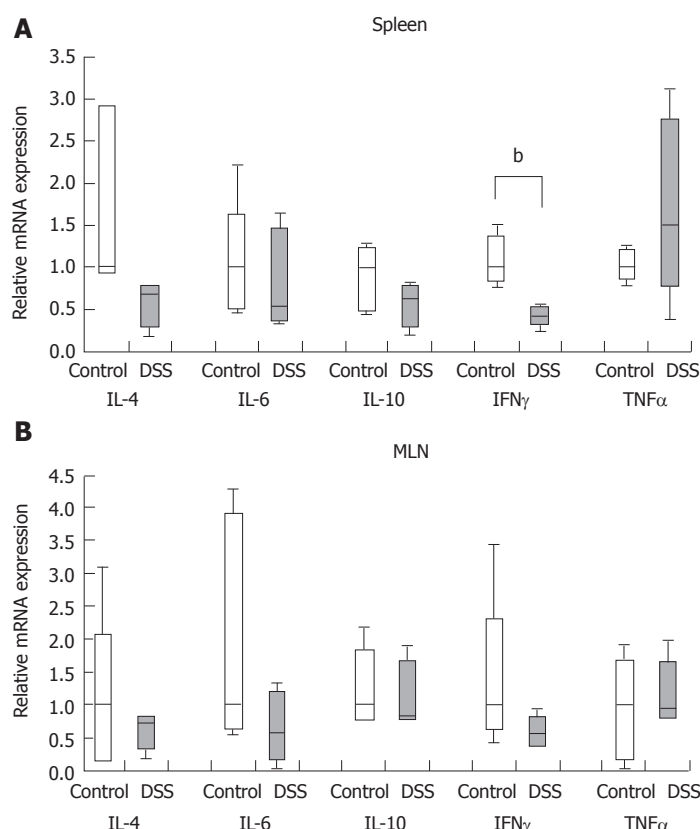 A
Spleen
Relative mRNA expression
3.5
3.0
2.5
2.0
1.5
1.0
0.5
0.0
b
Control DSS Control DSS Control DSS Control DSS Control DSS
IL-4 IL-6 IL-10 IFNγ TNFα
B
MLN
Relative mRNA expression
4.5
4.0
3.5
3.0
2.5
2.0
1.5
1.0
0.5
0.0
Control DSS Control DSS Control DSS Control DSS Control DSS
IL-4 IL-6 IL-10 IFNγ TNFα